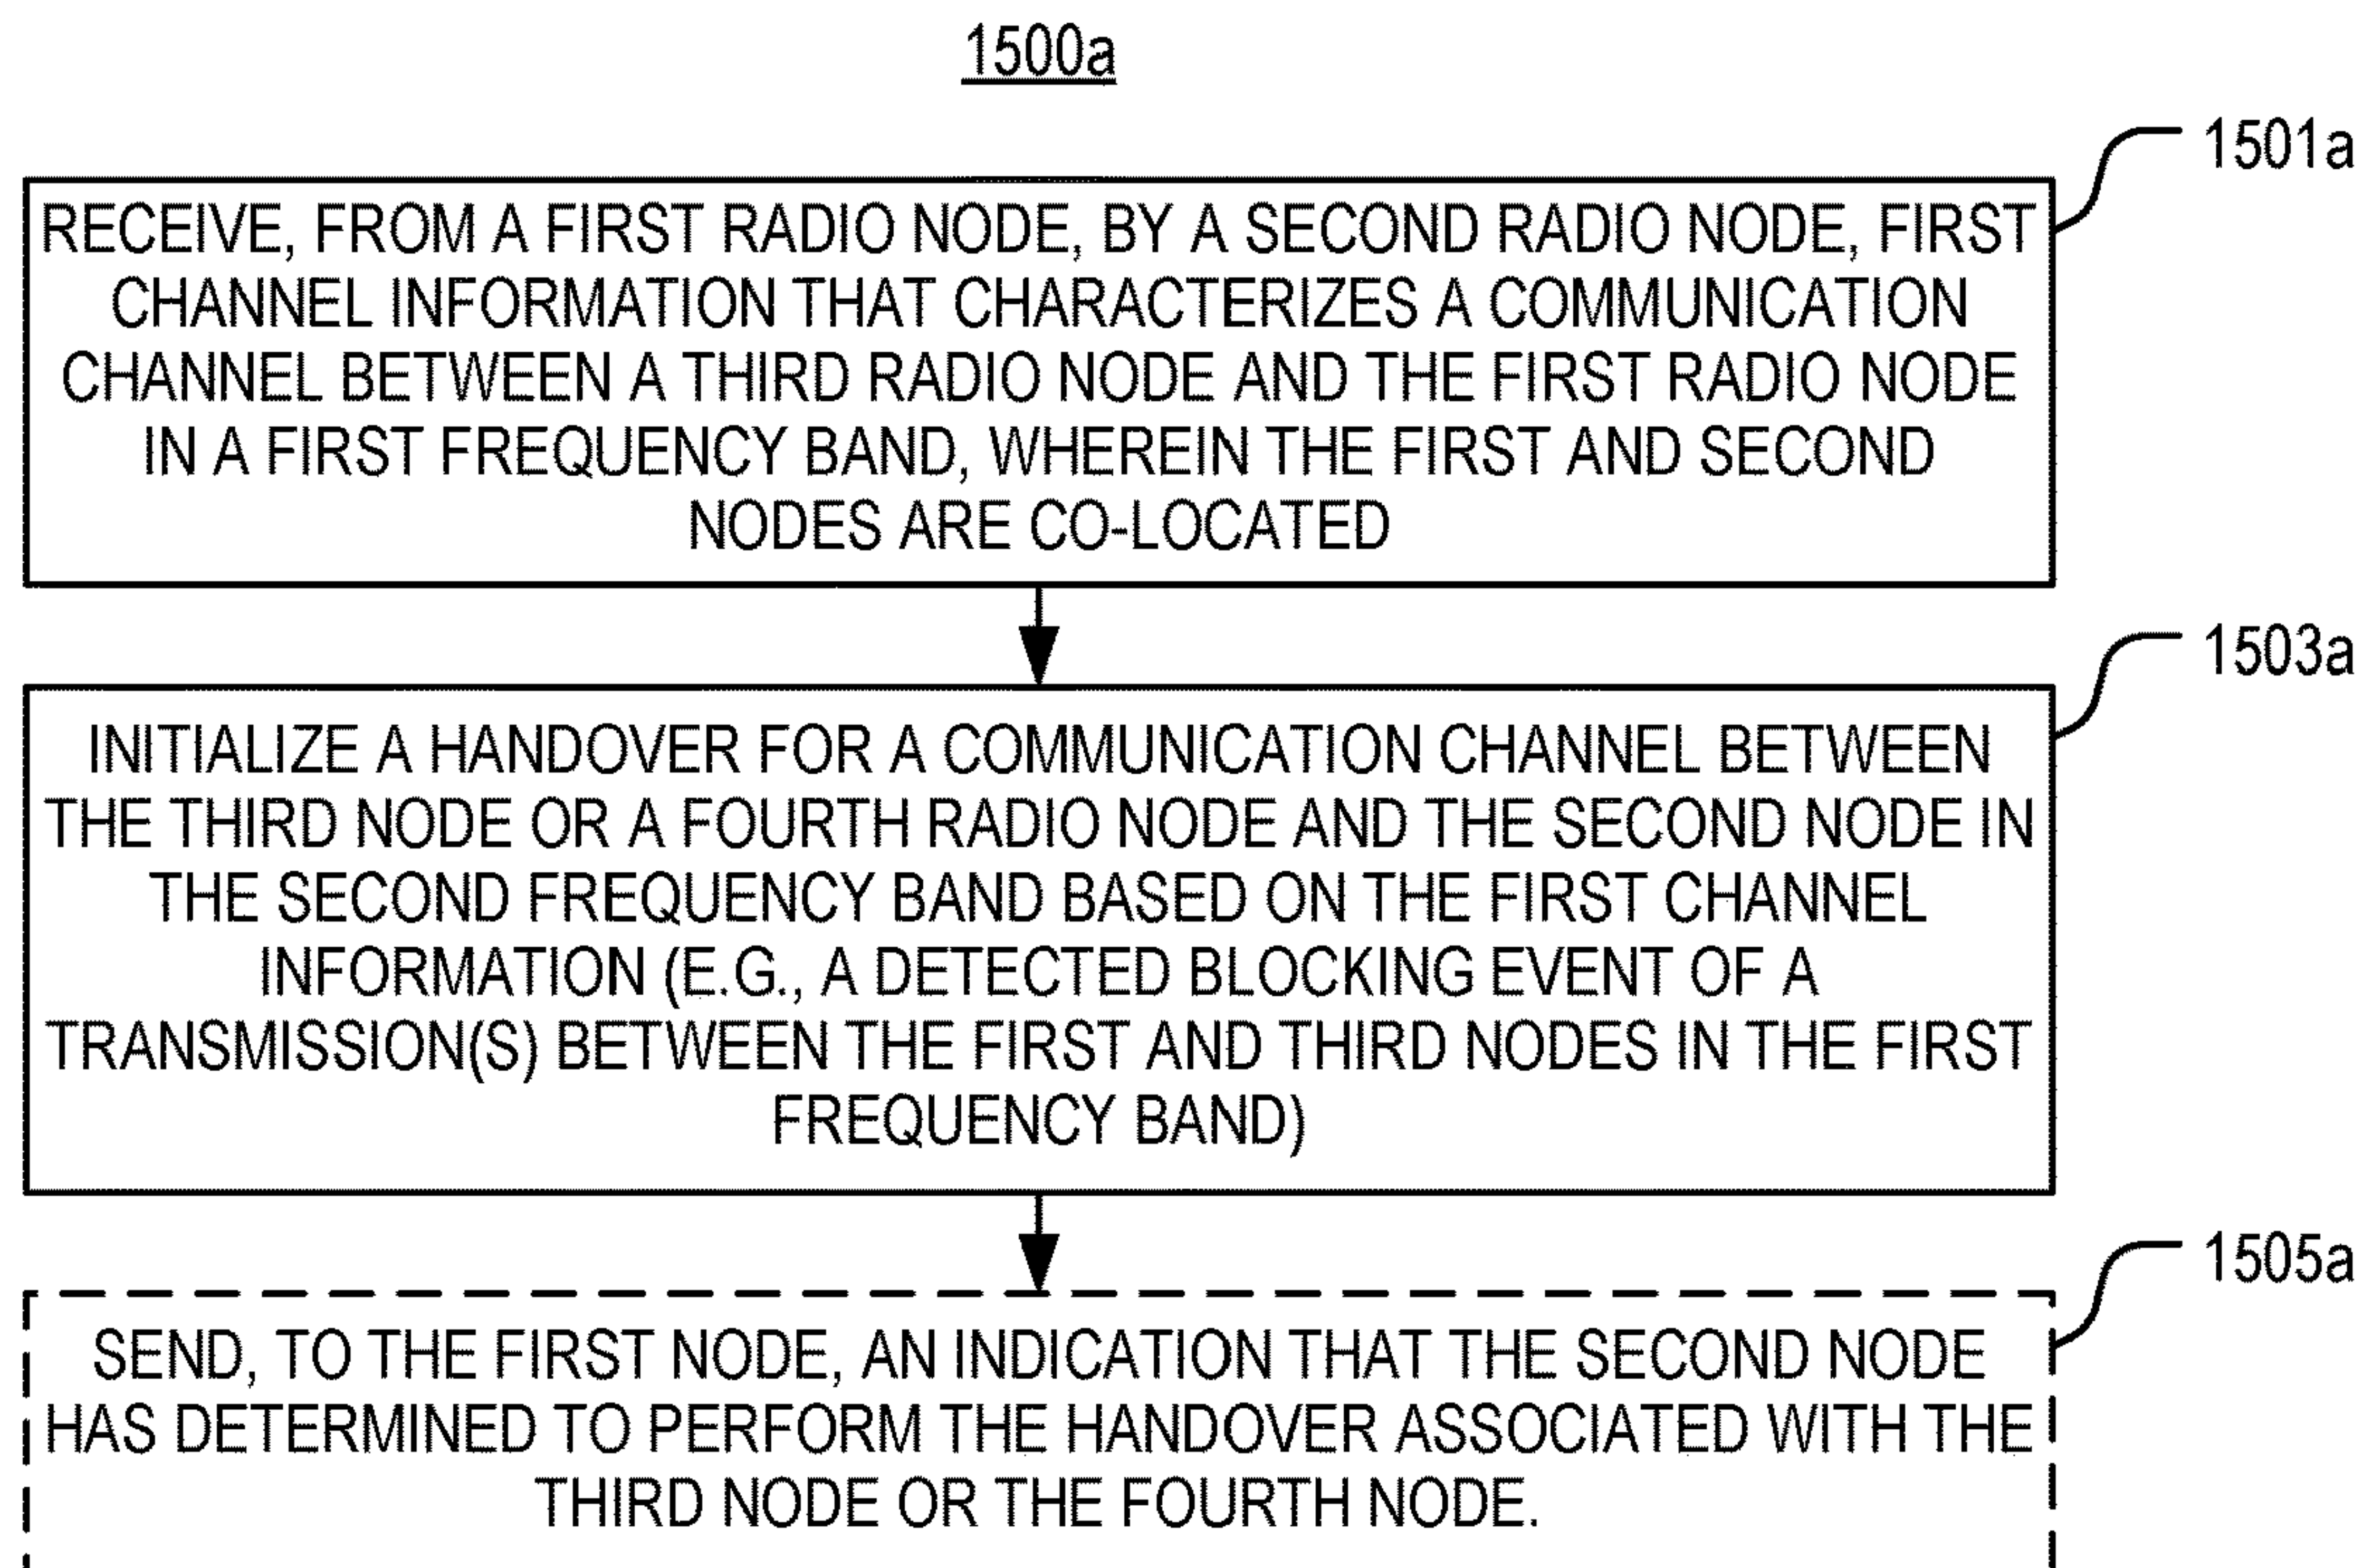 1500a
1501a
RECEIVE, FROM A FIRST RADIO NODE, BY A SECOND RADIO NODE, FIRST
CHANNEL INFORMATION THAT CHARACTERIZES A COMMUNICATION
CHANNEL BETWEEN A THIRD RADIO NODE AND THE FIRST RADIO NODE
IN A FIRST FREQUENCY BAND, WHEREIN THE FIRST AND SECOND
NODES ARE CO-LOCATED
1503a
INITIALIZE A HANDOVER FOR A COMMUNICATION CHANNEL BETWEEN
THE THIRD NODE OR A FOURTH RADIO NODE AND THE SECOND NODE IN
THE SECOND FREQUENCY BAND BASED ON THE FIRST CHANNEL
INFORMATION (E.G., A DETECTED BLOCKING EVENT OF A
TRANSMISSION(S) BETWEEN THE FIRST AND THIRD NODES IN THE FIRST
FREQUENCY BAND)
1505a
SEND, TO THE FIRST NODE, AN INDICATION THAT THE SECOND NODE
HAS DETERMINED TO PERFORM THE HANDOVER ASSOCIATED WITH THE
THIRD NODE OR THE FOURTH NODE.